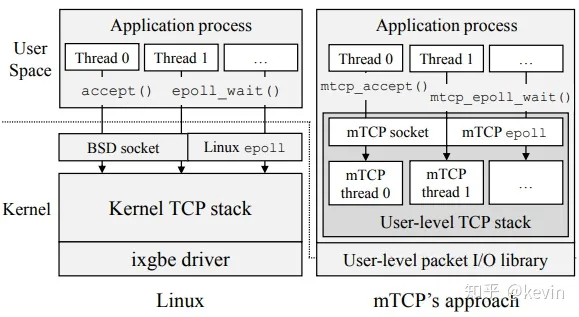 User
Space
Kernel
Application process
Thread 0
Thread 1
...
accept()
epoll_wait()
BSD socket
Linux epoll
Kernel TCP stack
ixgbe driver
Linux
Application process
Thread 0
Thread 1
...
mtcp_accept()
mtcp_epoll_wait()
mTCP socket
mTCP epoll
mTCP
thread 0
mTCP
thread 1
...
User-level TCP stack
User-level packet I/O library
mTCP's approach
知乎 @kevin